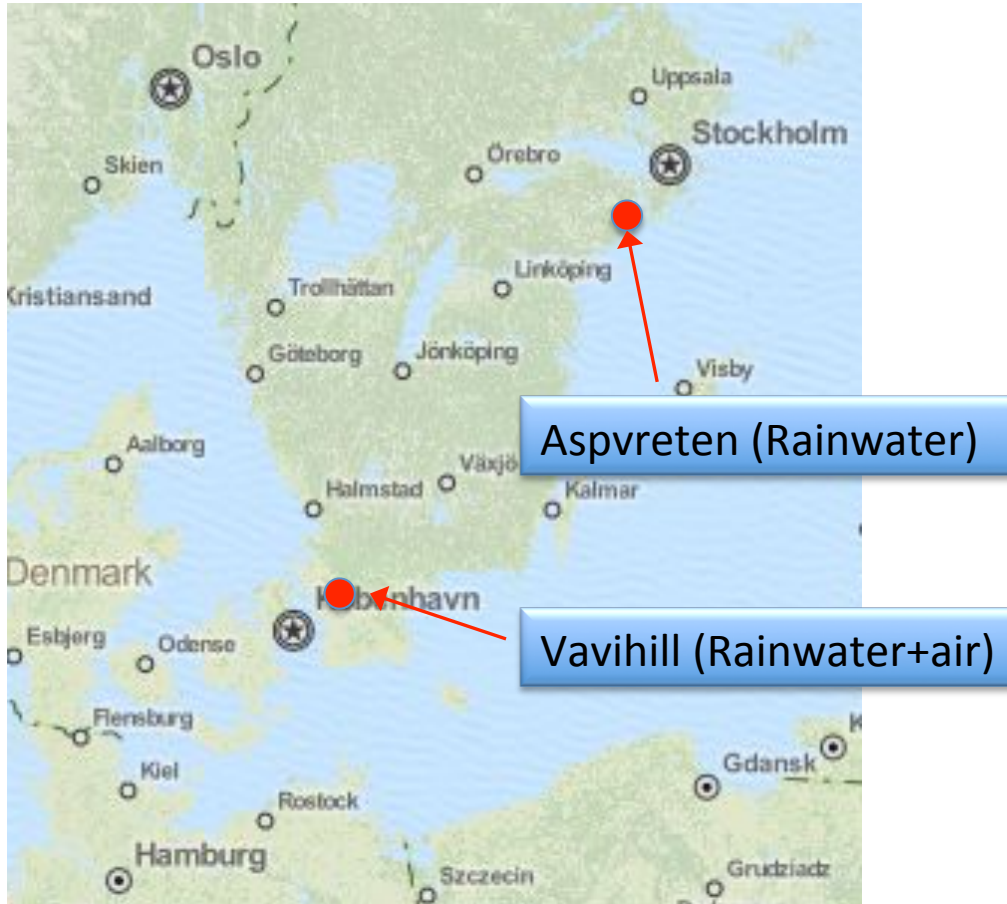 Oslo
Uppsala
Stockholm
Skien
Örebro
Linköping
Kristiansand
Trollhättan
Göteborg
Jönköping
Visby
Aspvreten (Rainwater)
Aalborg
Växjö
Halmstad
Kalmar
Denmark
København
Esbjerg
Odense
Vavihill (Rainwater+air)
Flensburg
K
Gdansk
Kiel
Rostock
Hamburg
Szczecin
Grudziadz